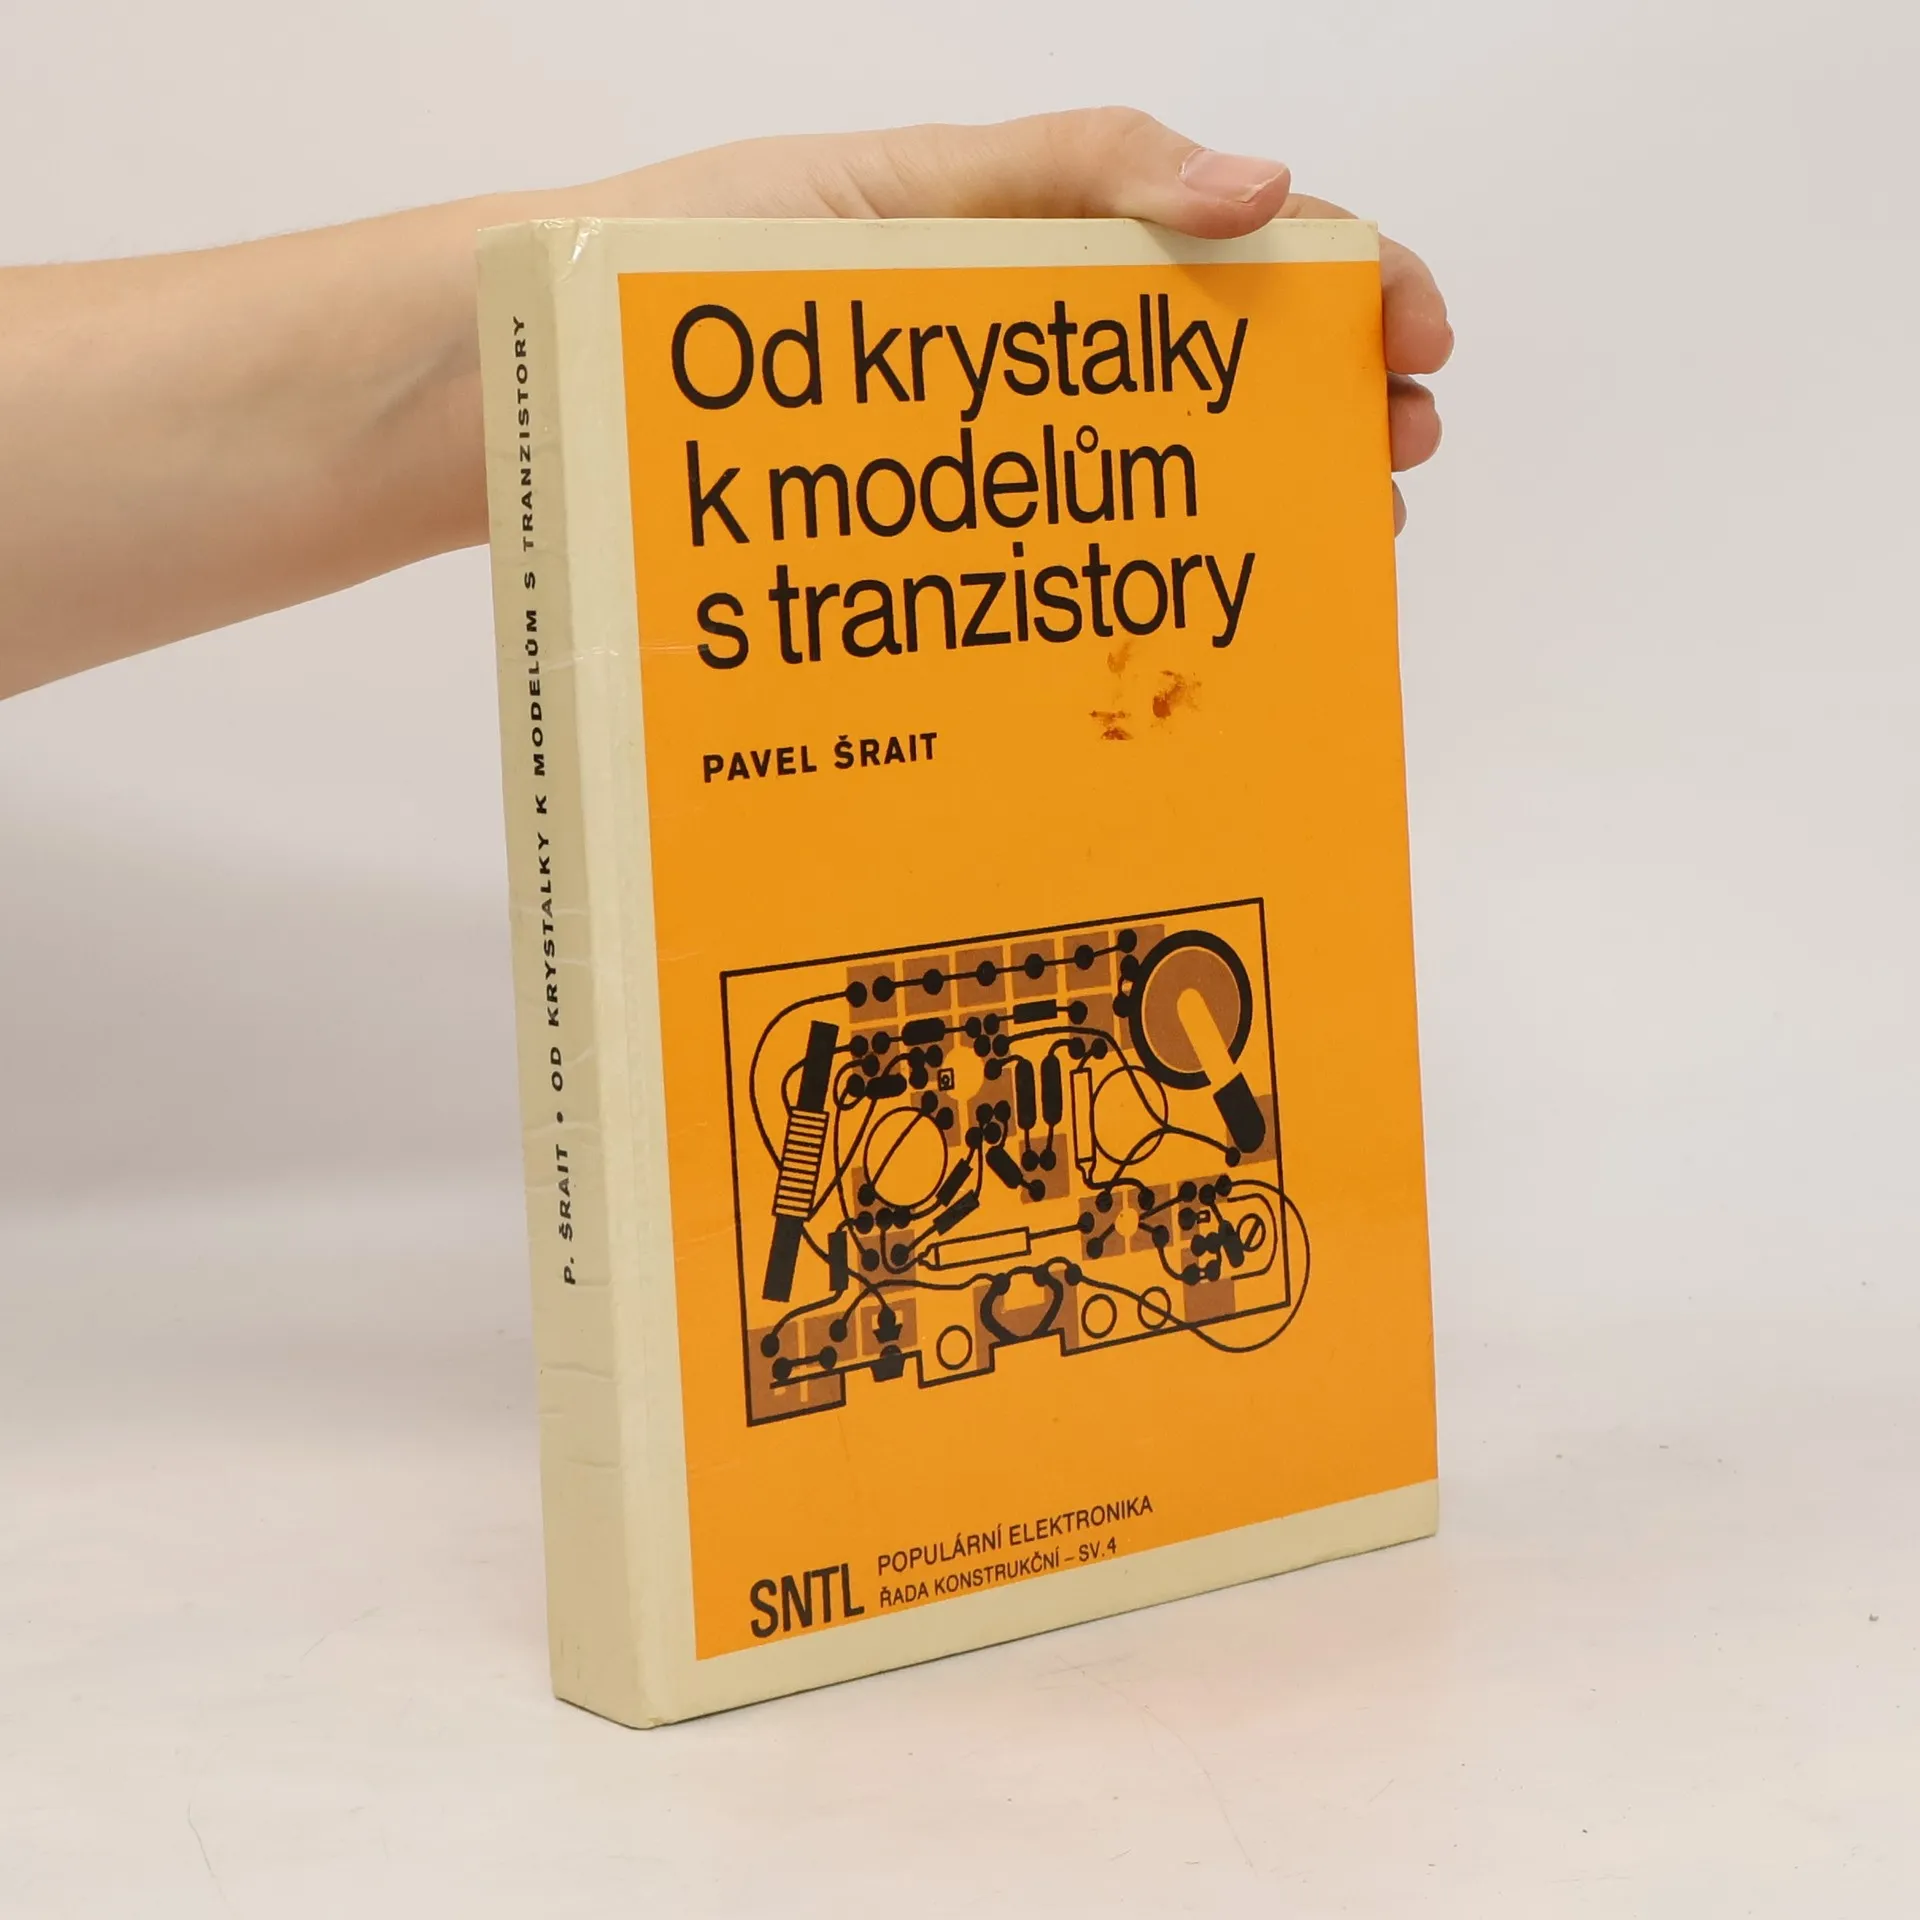 Od krystalky
k modelům
s tranzistory
PAVEL ŠRAIT
SNTL
POPULÁRNÍ ELEKTRONIKA
ŘADA KONSTRUKČNÍ – SV. 4
P. ŠRAIT • OD KRYSTALKY K MODELŮM S TRANZISTORY